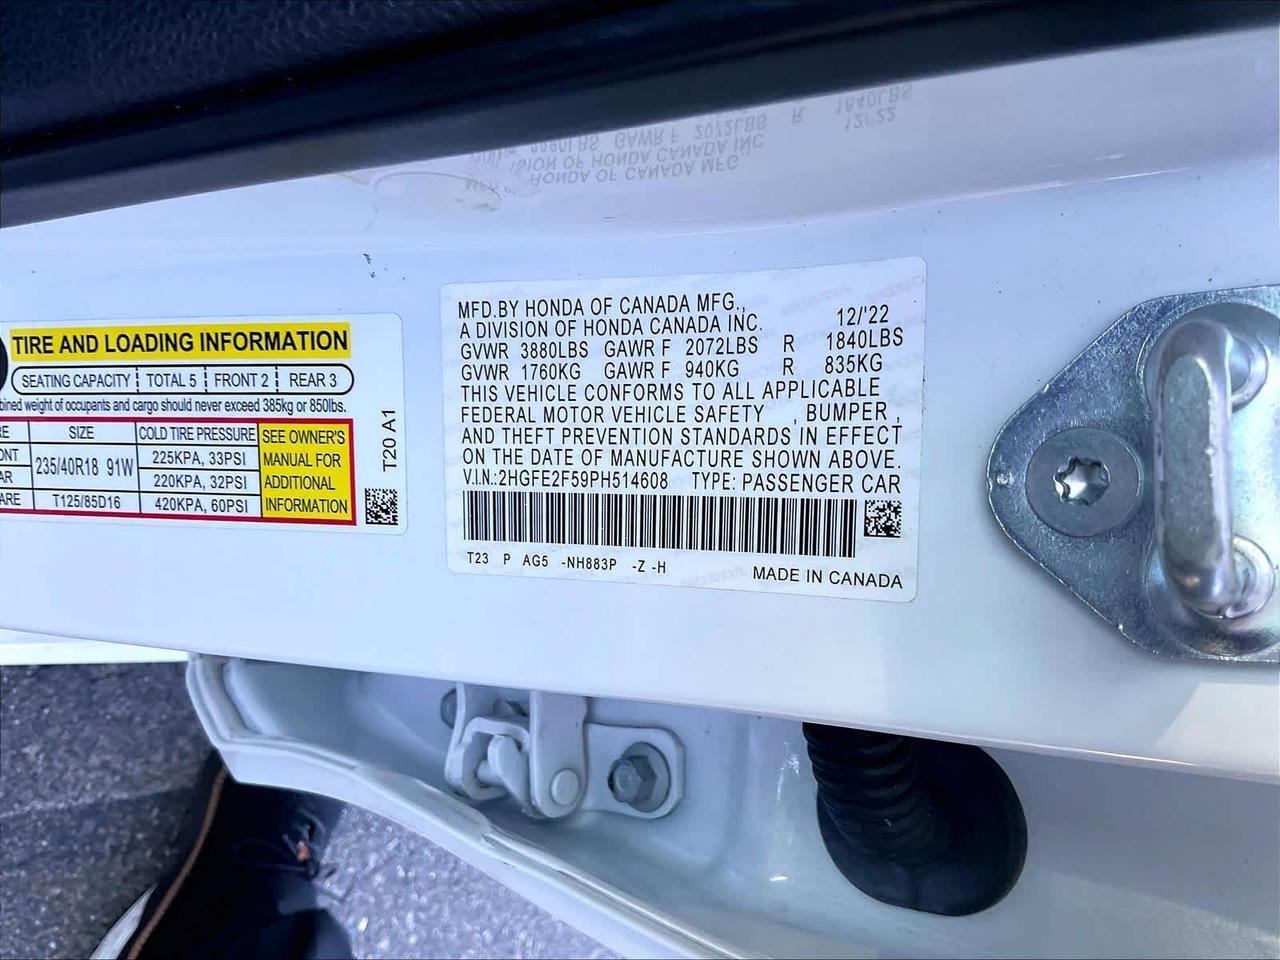 TIRE AND LOADING INFORMATION
SEATING CAPACITY TOTAL 5 FRONT 2 REAR 3
bined weight of occupants and cargo should never exceed 385kg or 850lbs.
RE SIZE COLD TIRE PRESSURE SEE OWNER'S
ONT 235/40R18 91W 225KPA, 33PSI MANUAL FOR
AR 220KPA, 32PSI ADDITIONAL
ARE T125/85D16 420KPA, 60PSI INFORMATION
T20 A1
MFD.BY HONDA OF CANADA MFG.,
A DIVISION OF HONDA CANADA INC. 12/'22
GVWR 3880LBS GAWR F 2072LBS R 1840LBS
GVWR 1760KG GAWR F 940KG R 835KG
THIS VEHICLE CONFORMS TO ALL APPLICABLE
FEDERAL MOTOR VEHICLE SAFETY , BUMPER ,
AND THEFT PREVENTION STANDARDS IN EFFECT
ON THE DATE OF MANUFACTURE SHOWN ABOVE.
V.I.N.:2HGFE2F59PH514608 TYPE: PASSENGER CAR
T23 P AG5 -NH883P -Z -H
MADE IN CANADA